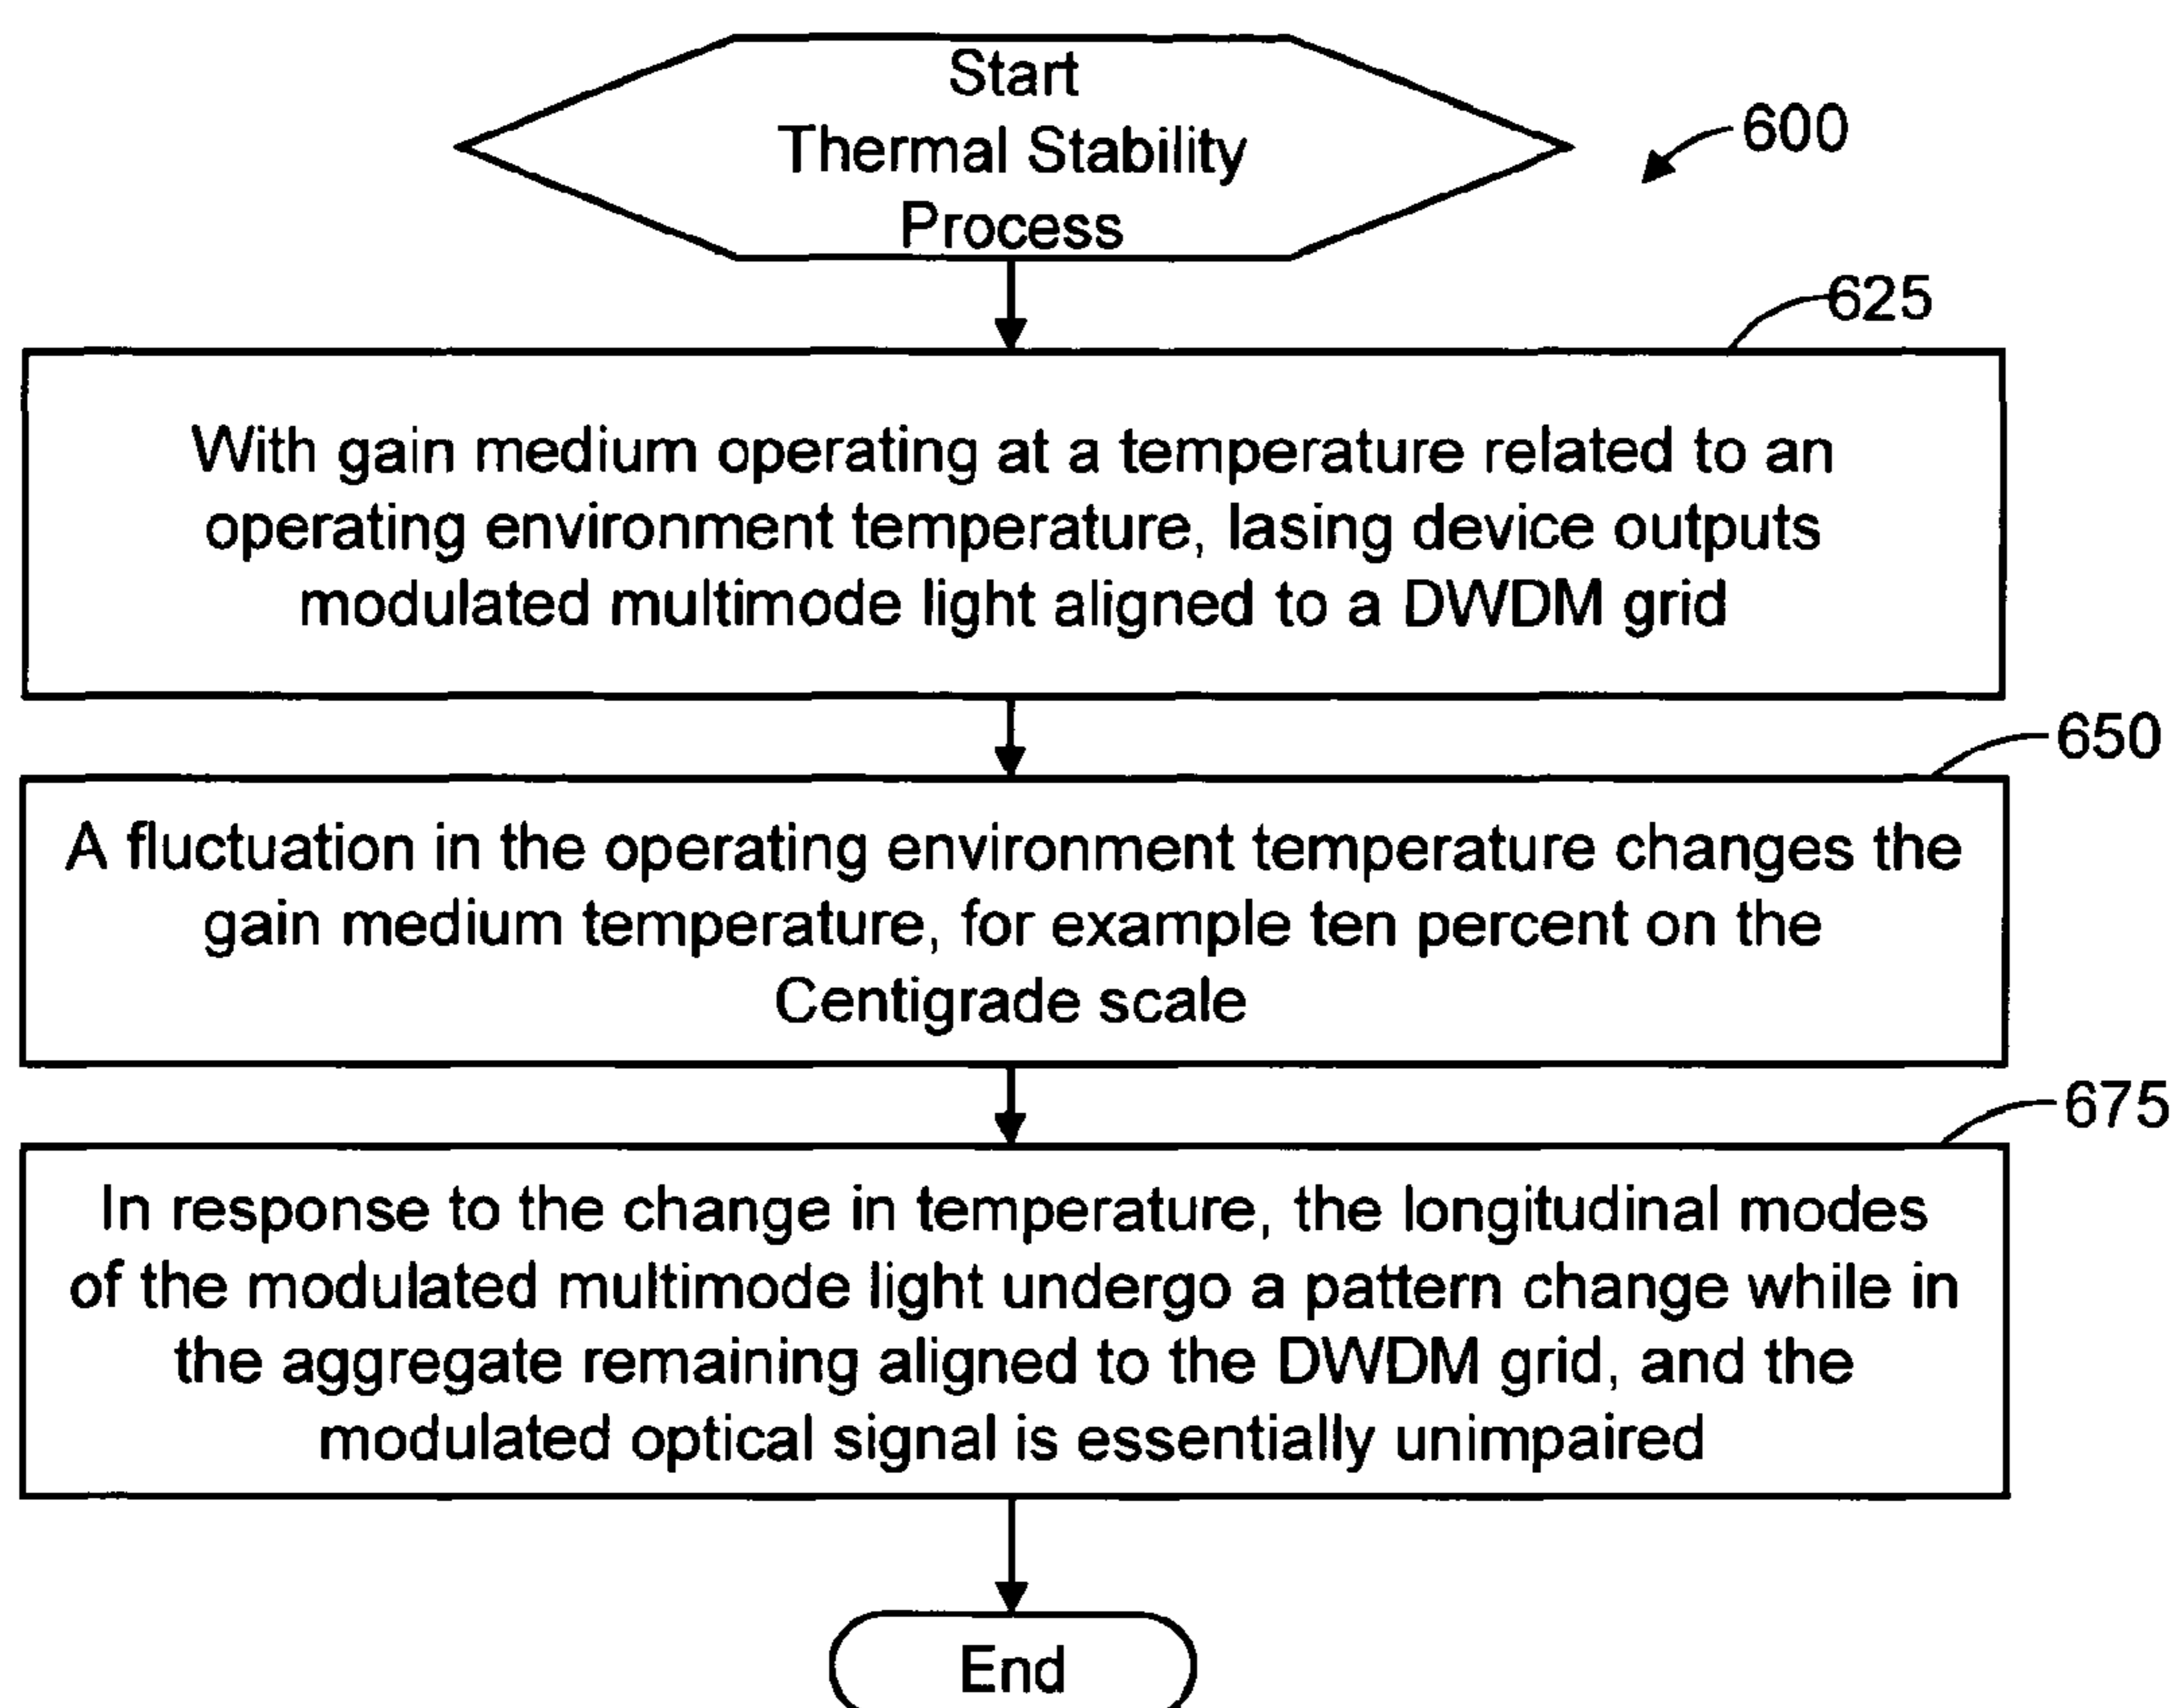 Start
Thermal Stability
Process
600
625
With gain medium operating at a temperature related to an
operating environment temperature, lasing device outputs
modulated multimode light aligned to a DWDM grid
650
A fluctuation in the operating environment temperature changes the
gain medium temperature, for example ten percent on the
Centigrade scale
675
In response to the change in temperature, the longitudinal modes
of the modulated multimode light undergo a pattern change while in
the aggregate remaining aligned to the DWDM grid, and the
modulated optical signal is essentially unimpaired
End